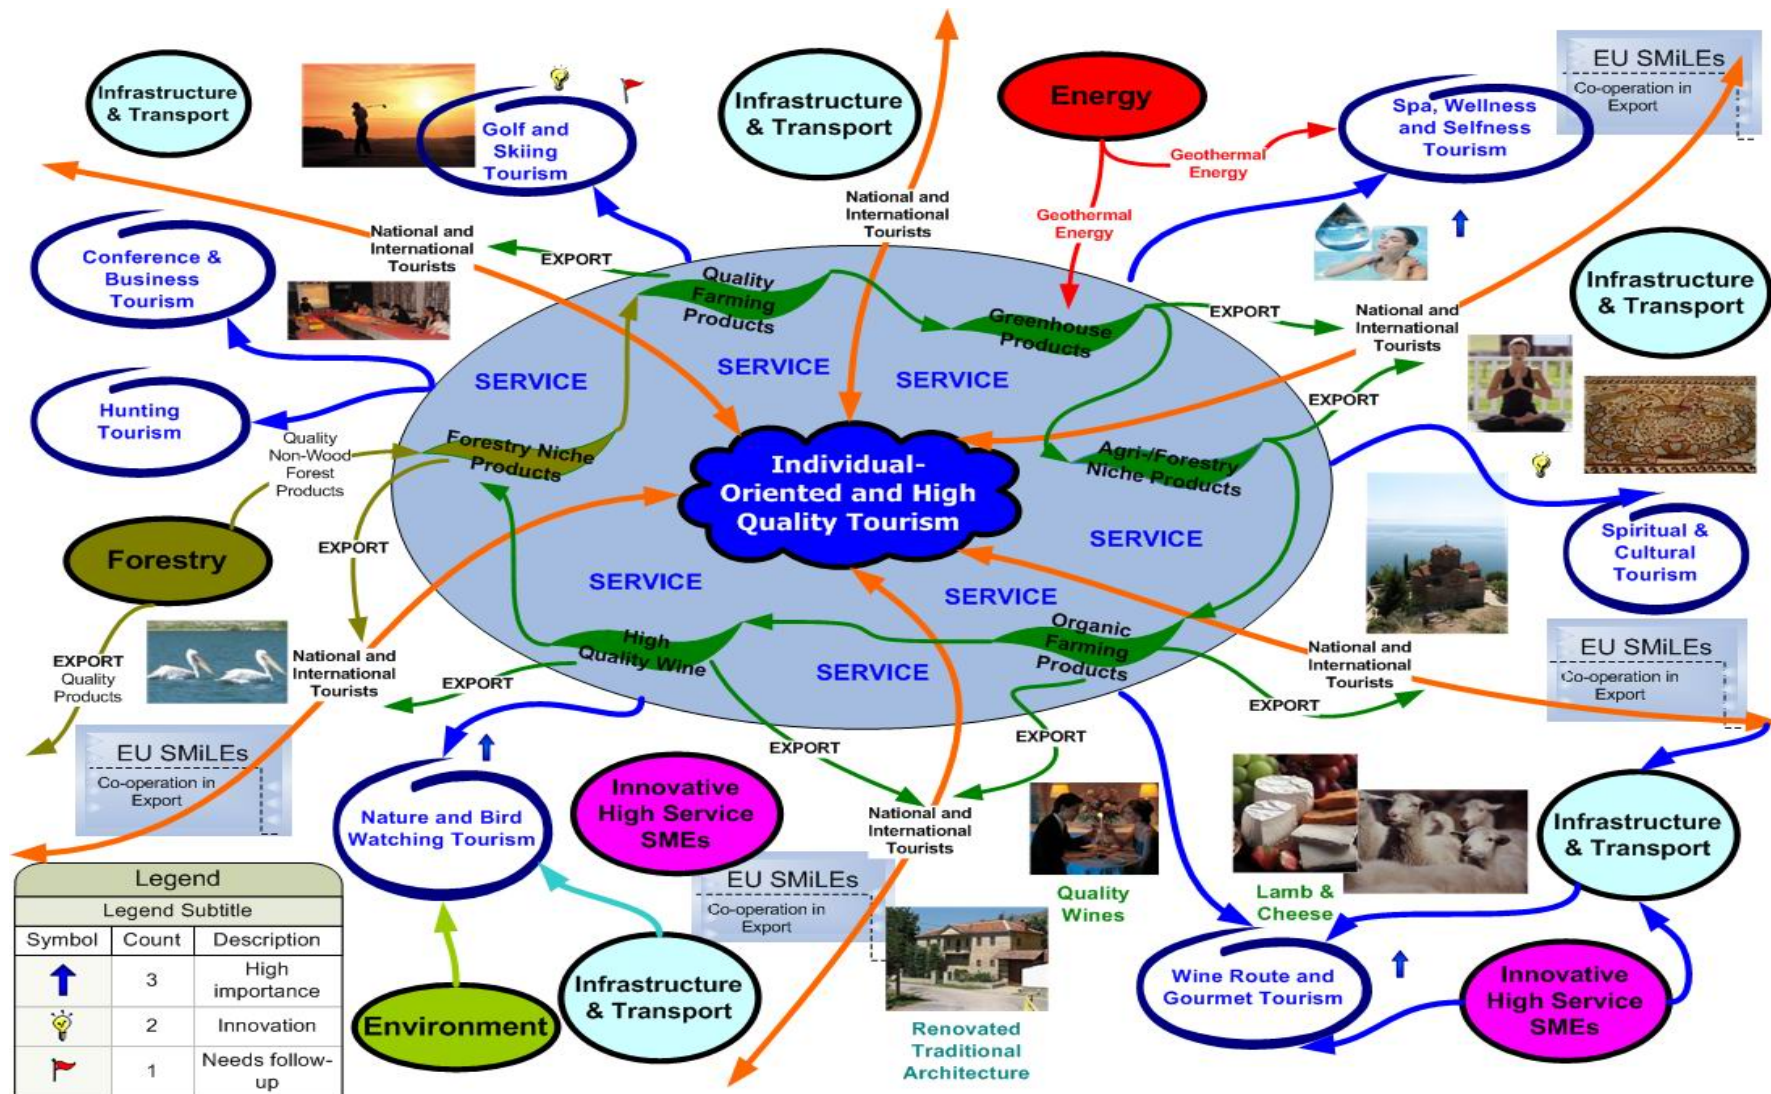 Infrastructure
& Transport
Golf and
Skiing
Tourism
Infrastructure
& Transport
Energy
Spa, Wellness
and Selfness
Tourism
EU SMiLEs
Co-operation in
Export
Geothermal
Energy
Geothermal
Energy
National and
International
Tourists
National and
International
Tourists
EXPORT
Conference &
Business
Tourism
Quality
Farming
Products
Greenhouse
Products
EXPORT
National and
International
Tourists
Infrastructure
& Transport
SERVICE
SERVICE
SERVICE
EXPORT
Hunting
Tourism
Quality
Non-Wood
Forest
Products
Forestry Niche
Products
Individual-
Oriented and High
Quality Tourism
Agri-/Forestry
Niche Products
Forestry
EXPORT
SERVICE
SERVICE
SERVICE
Spiritual &
Cultural
Tourism
EXPORT
Quality
Products
National and
International
Tourists
High
Quality Wine
SERVICE
Organic
Farming
Products
National and
International
Tourists
EU SMiLEs
Co-operation in
Export
EXPORT
EXPORT
EXPORT
EXPORT
EU SMiLEs
Co-operation in
Export
Nature and Bird
Watching Tourism
Innovative
High Service
SMEs
National and
International
Tourists
Infrastructure
& Transport
EU SMiLEs
Co-operation in
Export
Quality
Wines
Lamb &
Cheese
Legend
Legend Subtitle
Symbol Count Description
3 High
importance
2 Innovation
1 Needs follow-
up
Environment
Infrastructure
& Transport
Renovated
Traditional
Architecture
Wine Route and
Gourmet Tourism
Innovative
High Service
SMEs